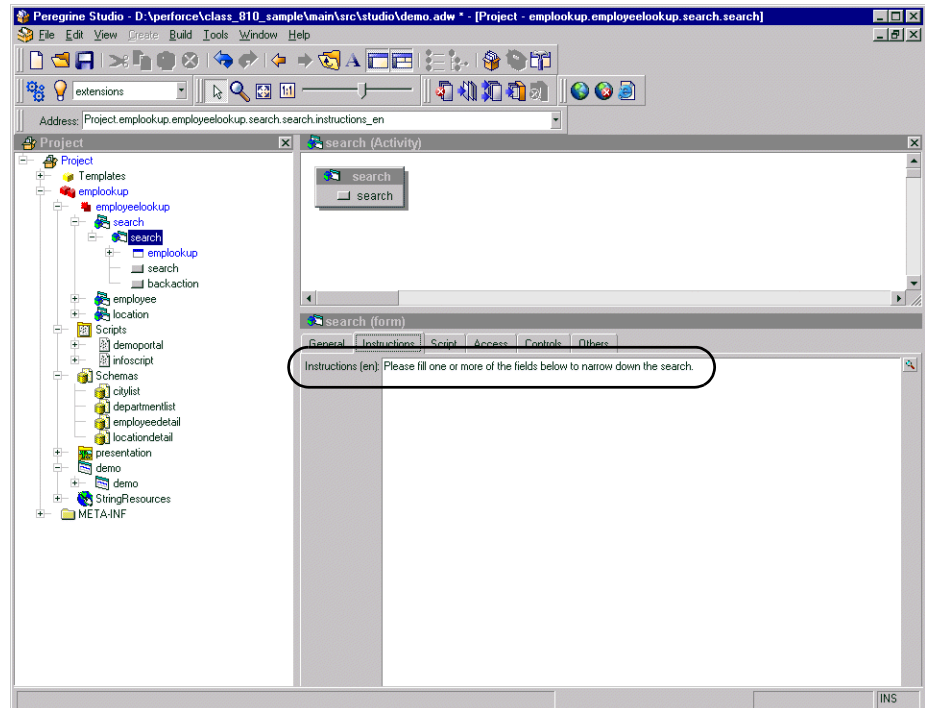 Peregrine Studio - D:\perforce\class_810_sample\main\src\studio\demo.adw * - [Project - emplookup.employeelookup.search.search]
File Edit View Create Build Tools Window Help
extensions
1:1
Address: Project.emplookup.employeelookup.search.search.instructions_en
Project
Project
Templates
emplookup
employeelookup
search
search
emplookup
search
backaction
employee
location
Scripts
demoportal
infoscript
Schemas
citylist
departmentlist
employeedetail
locationdetail
presentation
demo
demo
StringResources
META-INF
search (Activity)
search
search
search (form)
General Instructions Script Access Controls Others
Instructions (en): Please fill one or more of the fields below to narrow down the search.
INS